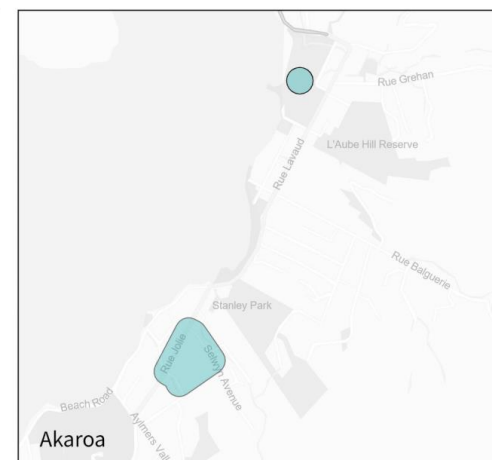 Rue Grehan
L'Aube Hill Reserve
Rue Lavaud
Rue Balguerie
Stanley Park
Rue Jolie
Selwyn Avenue
Beach Road
Aylmers Vall
Akaroa